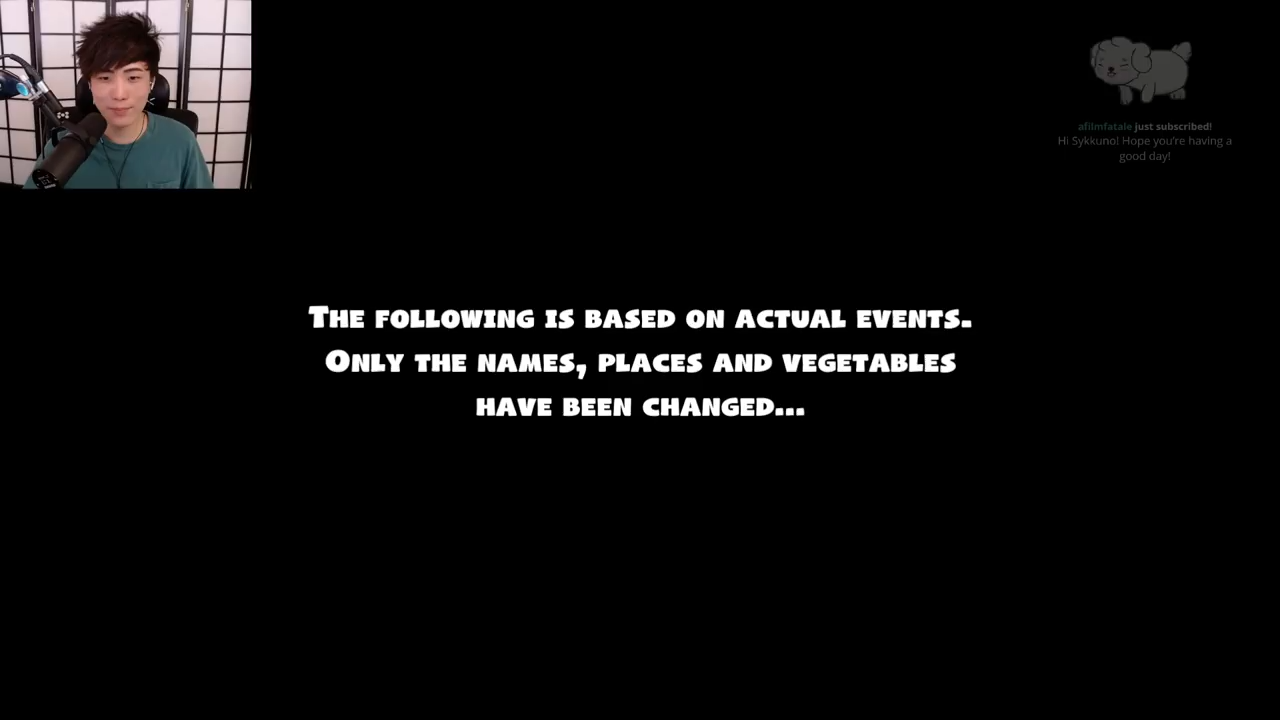 afilmfatale just subscribed!
Hi Sykkuno! Hope you're having a
good day!
THE FOLLOWING IS BASED ON ACTUAL EVENTS.
ONLY THE NAMES, PLACES AND VEGETABLES
HAVE BEEN CHANGED...